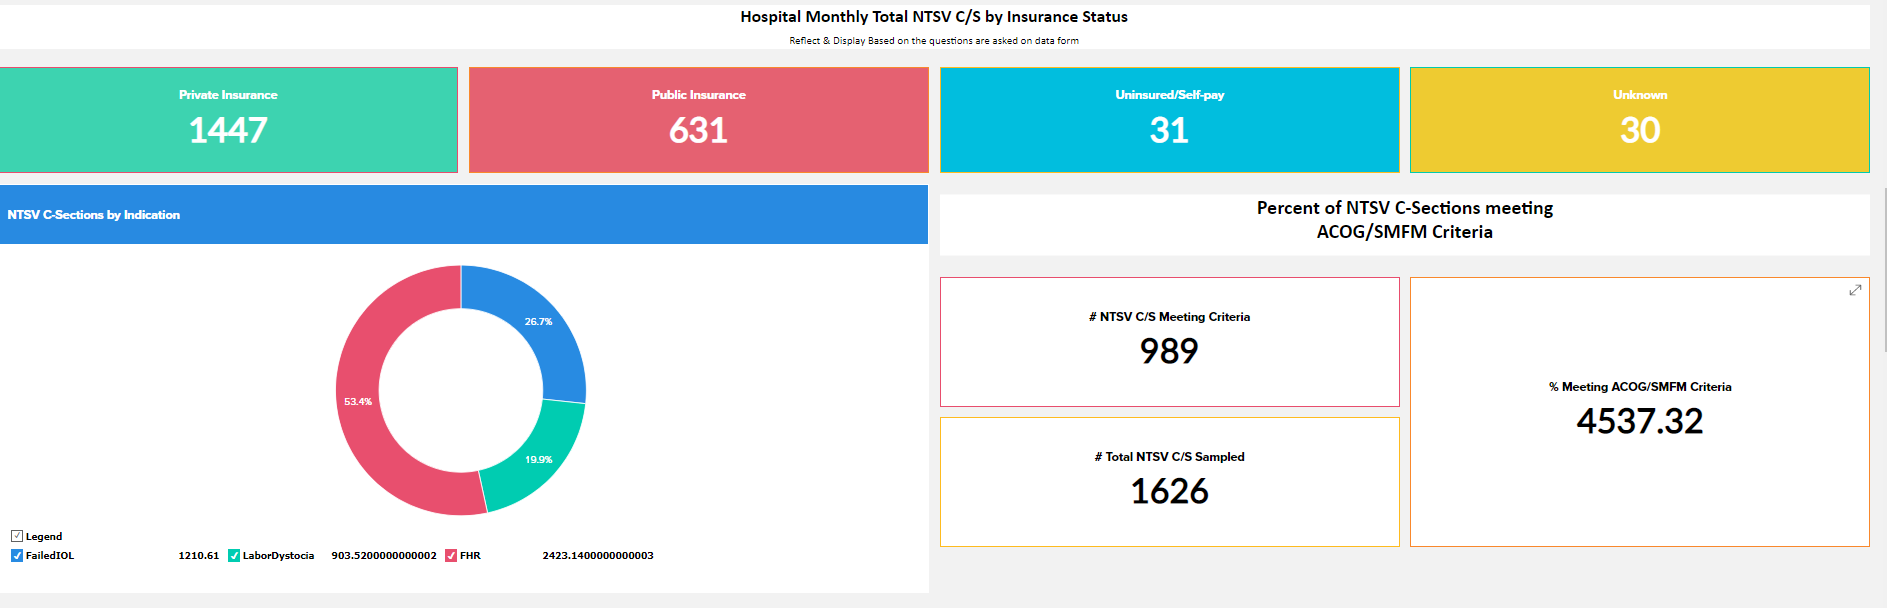 Hospital Monthly Total NTSV C/S by Insurance Status
Reflect & Display Based on the questions are asked on data form
Private Insurance
1447
Public Insurance
631
Uninsured/Self-pay
31
Unknown
30
NTSV C-Sections by Indication
26.7%
53.4%
19.9%
Legend
FailedIOL 1210.61 LaborDystocia 903.5200000000002 FHR 2423.1400000000003
Percent of NTSV C-Sections meeting
ACOG/SMFM Criteria
# NTSV C/S Meeting Criteria
989
# Total NTSV C/S Sampled
1626
% Meeting ACOG/SMFM Criteria
4537.32